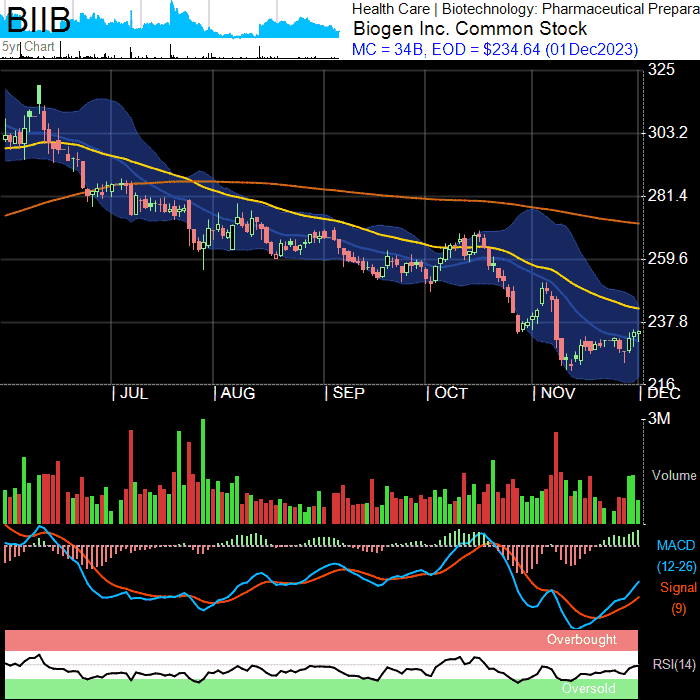 BIIB
5yr Chart
Health Care | Biotechnology: Pharmaceutical Prepara
Biogen Inc. Common Stock
MC = 34B, EOD = $234.64 (01Dec2023)
325
303.2
281.4
259.6
237.8
216
JUL AUG SEP OCT NOV DEC
3M
Volume
MACD
(12-26)
Signal
(9)
Overbought
RSI(14)
Oversold